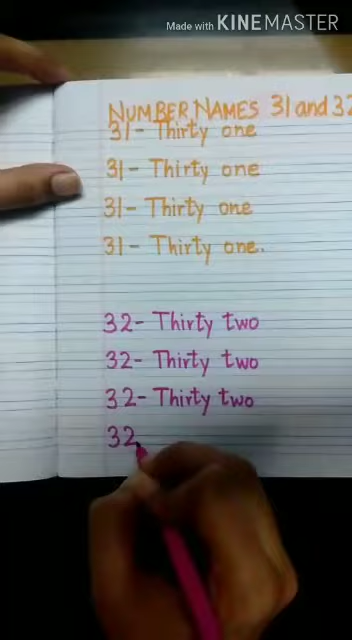 Made with KINEMASTER
NUMBER NAMES 31 and 32
31- Thirty one
31- Thirty one
31- Thirty one
31- Thirty one.
32- Thirty two
32- Thirty two
32- Thirty two
32